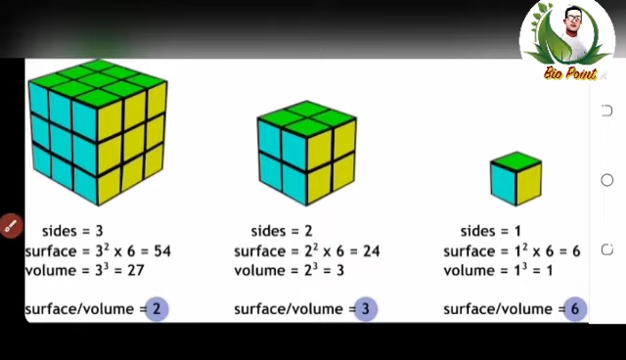 Bio Point
sides = 3
surface = 3² x 6 = 54
volume = 3³ = 27
surface/volume = 2
sides = 2
surface = 2² x 6 = 24
volume = 2³ = 3
surface/volume = 3
sides = 1
surface = 1² x 6 = 6
volume = 1³ = 1
surface/volume = 6